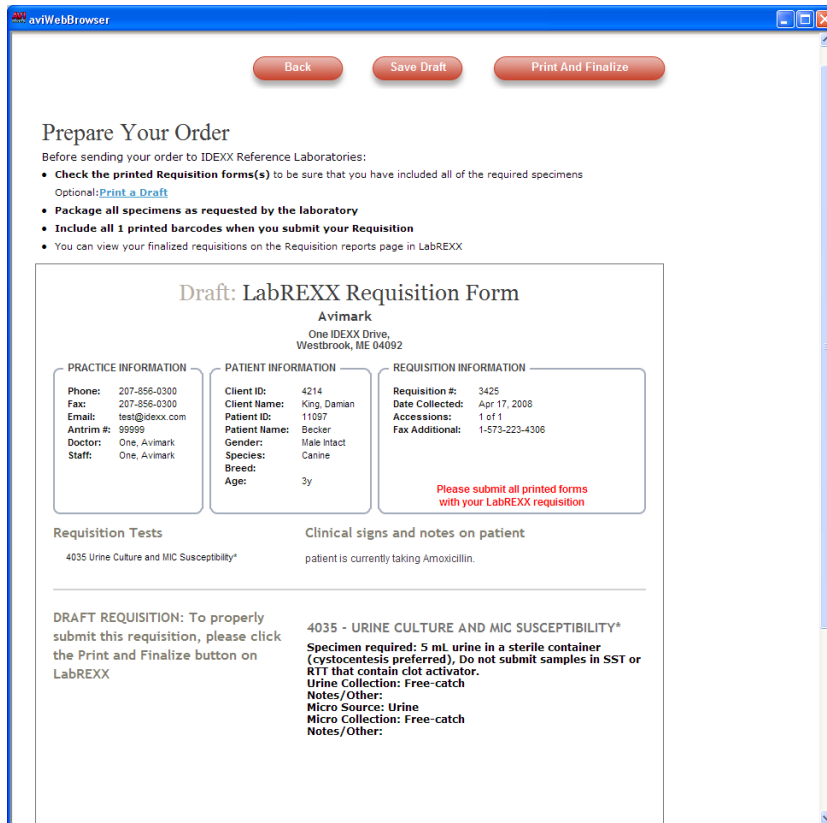 aviWebBrowser
Back
Save Draft
Print And Finalize
Prepare Your Order
Before sending your order to IDEXX Reference Laboratories:
• Check the printed Requisition forms(s) to be sure that you have included all of the required specimens
Optional:Print a Draft
• Package all specimens as requested by the laboratory
• Include all 1 printed barcodes when you submit your Requisition
• You can view your finalized requisitions on the Requisition reports page in LabREXX
Draft: LabREXX Requisition Form
Avimark
One IDEXX Drive,
Westbrook, ME 04092
PRACTICE INFORMATION
Phone: 207-856-0300
Fax: 207-856-0300
Email: test@idexx.com
Antrim #: 99999
Doctor: One, Avimark
Staff: One, Avimark
PATIENT INFORMATION
Client ID: 4214
Client Name: King, Damian
Patient ID: 11097
Patient Name: Becker
Gender: Male Intact
Species: Canine
Breed:
Age: 3y
REQUISITION INFORMATION
Requisition #: 3425
Date Collected: Apr 17, 2008
Accessions: 1 of 1
Fax Additional: 1-573-223-4306
Please submit all printed forms
with your LabREXX requisition
Requisition Tests
4035 Urine Culture and MIC Susceptibility*
Clinical signs and notes on patient
patient is currently taking Amoxicillin.
DRAFT REQUISITION: To properly
submit this requisition, please click
the Print and Finalize button on
LabREXX
4035 - URINE CULTURE AND MIC SUSCEPTIBILITY*
Specimen required: 5 mL urine in a sterile container
(cystocentesis preferred), Do not submit samples in SST or
RTT that contain clot activator.
Urine Collection: Free-catch
Notes/Other:
Micro Source: Urine
Micro Collection: Free-catch
Notes/Other: